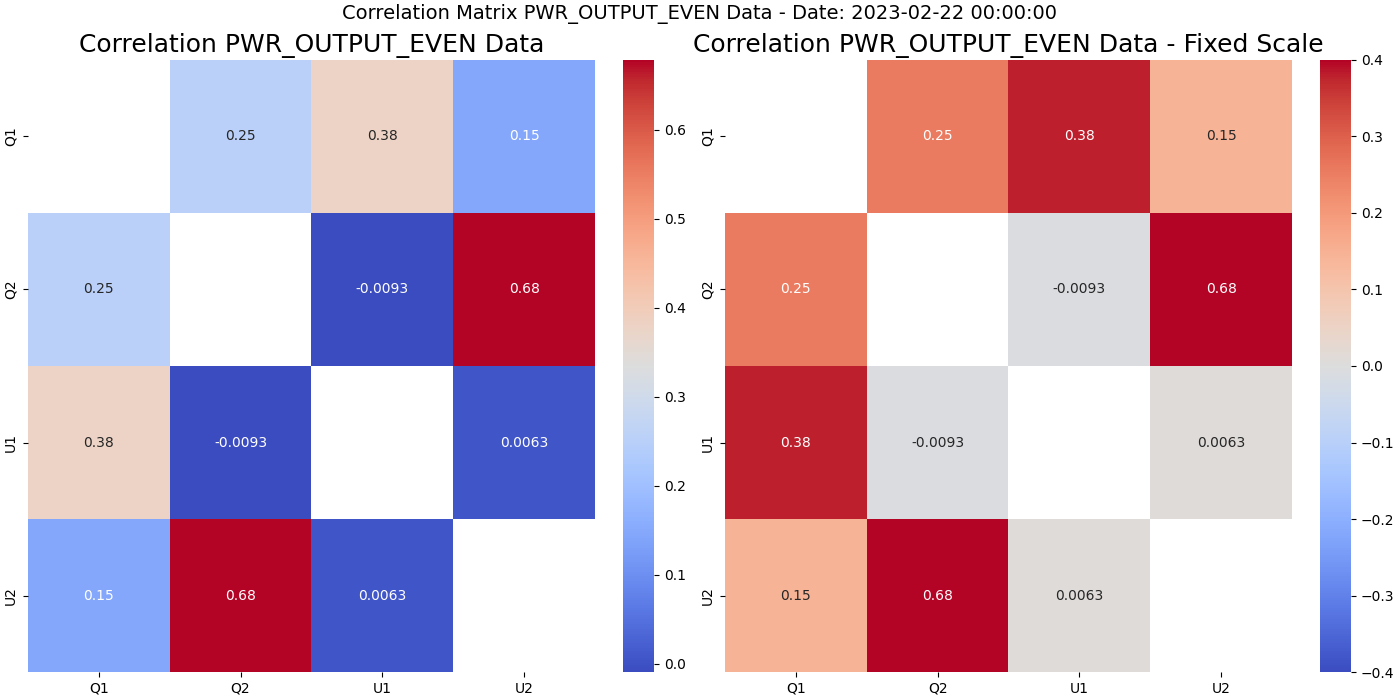 Correlation Matrix PWR_OUTPUT_EVEN Data - Date: 2023-02-22 00:00:00
Correlation PWR_OUTPUT_EVEN Data
Q1
0.25
0.38
0.15
Q2
0.25
-0.0093
0.68
U1
0.38
-0.0093
0.0063
U2
0.15
0.68
0.0063
Q1
Q2
U1
U2
0.6
0.5
0.4
0.3
0.2
0.1
0.0
Correlation PWR_OUTPUT_EVEN Data - Fixed Scale
Q1
0.25
0.38
0.15
Q2
0.25
-0.0093
0.68
U1
0.38
-0.0093
0.0063
U2
0.15
0.68
0.0063
Q1
Q2
U1
U2
0.4
0.3
0.2
0.1
0.0
−0.1
−0.2
−0.3
−0.4